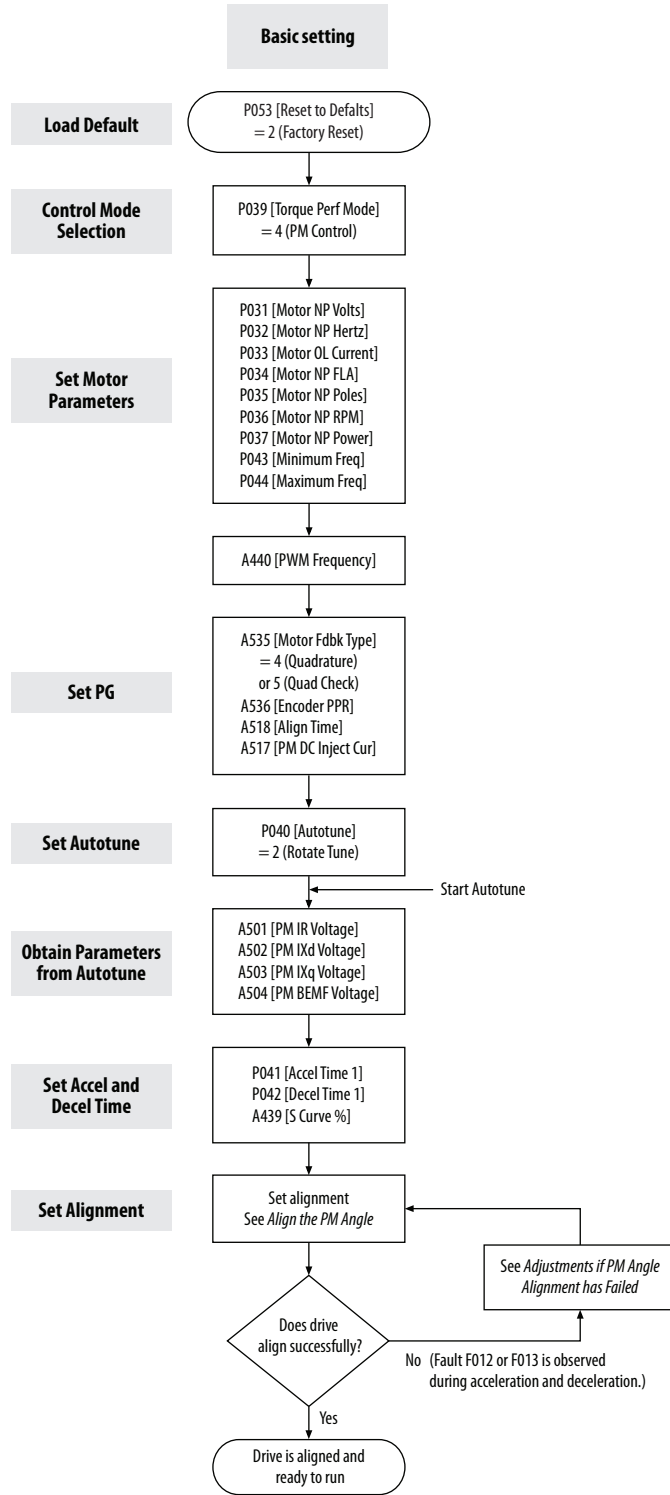 Basic setting
Load Default
P053 [Reset to Defalts]
= 2 (Factory Reset)
Control Mode
Selection
P039 [Torque Perf Mode]
= 4 (PM Control)
Set Motor
Parameters
P031 [Motor NP Volts]
P032 [Motor NP Hertz]
P033 [Motor OL Current]
P034 [Motor NP FLA]
P035 [Motor NP Poles]
P036 [Motor NP RPM]
P037 [Motor NP Power]
P043 [Minimum Freq]
P044 [Maximum Freq]
A440 [PWM Frequency]
Set PG
A535 [Motor Fdbk Type]
= 4 (Quadrature)
or 5 (Quad Check)
A536 [Encoder PPR]
A518 [Align Time]
A517 [PM DC Inject Cur]
Set Autotune
P040 [Autotune]
= 2 (Rotate Tune)
Start Autotune
Obtain Parameters
from Autotune
A501 [PM IR Voltage]
A502 [PM IXd Voltage]
A503 [PM IXq Voltage]
A504 [PM BEMF Voltage]
Set Accel and
Decel Time
P041 [Accel Time 1]
P042 [Decel Time 1]
A439 [S Curve %]
Set Alignment
Set alignment
See Align the PM Angle
See Adjustments if PM Angle
Alignment has Failed
Does drive
align successfully?
No (Fault F012 or F013 is observed
during acceleration and deceleration.)
Yes
Drive is aligned and
ready to run